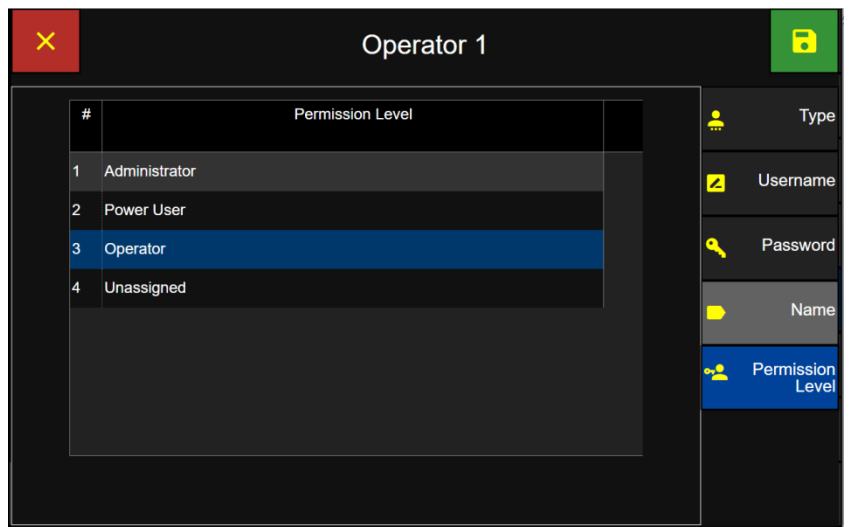 Operator 1
# Permission Level
1 Administrator
2 Power User
3 Operator
4 Unassigned
Type
Username
Password
Name
Permission
Level